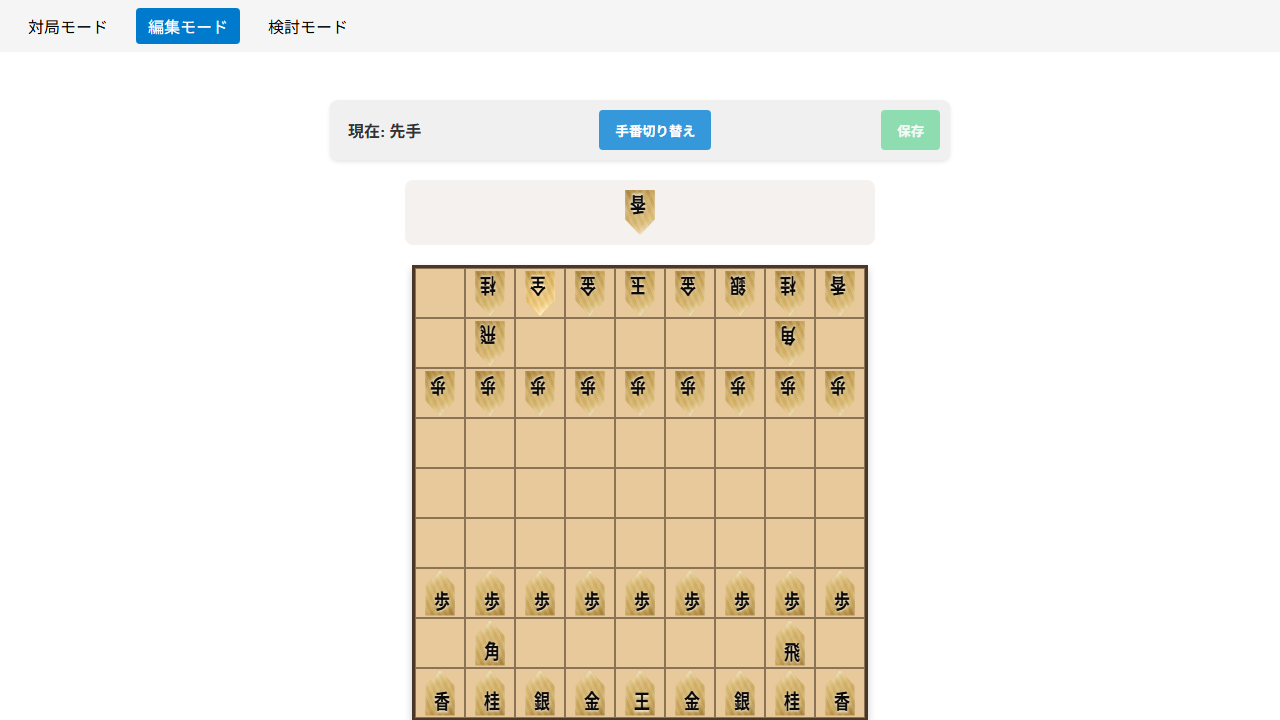 対局モード 編集モード 検討モード
現在: 先手 手番切り替え 保存
香
桂 全 金 玉 金 銀 桂 香
飛 角
歩 歩 歩 歩 歩 歩 歩 歩 歩
歩 歩 歩 歩 歩 歩 歩 歩 歩
角 飛
香 桂 銀 金 王 金 銀 桂 香